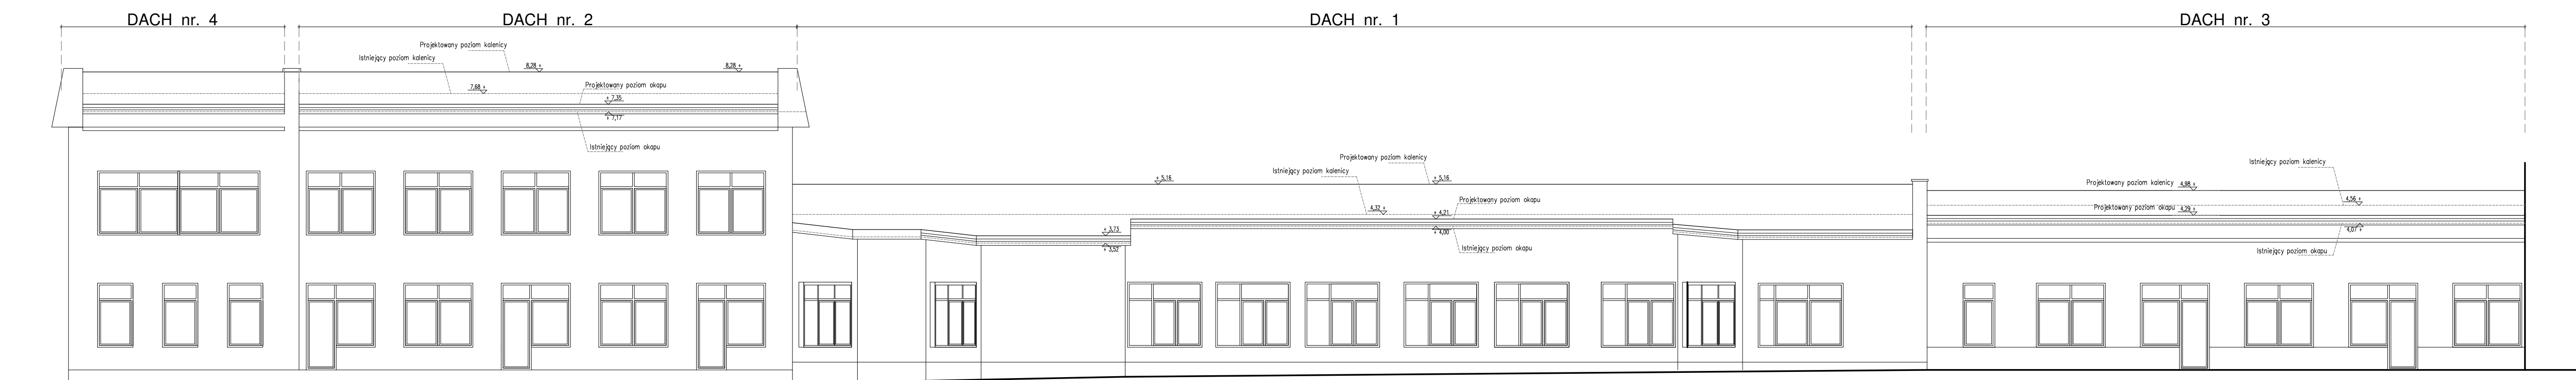 DACH nr. 4
DACH nr. 2
DACH nr. 1
DACH nr. 3
Projektowany poziom kalenicy
Istniejący poziom kalenicy
8,28 +
8,28 +
7,68 +
Projektowany poziom okapu
+ 7,35
+ 7,17
Istniejący poziom okapu
Projektowany poziom kalenicy
Istniejący poziom kalenicy
+ 5,16
+ 5,16
4,32 +
Projektowany poziom okapu
+ 4,21
+ 4,00
+ 3,73
+ 3,52
Istniejący poziom okapu
Istniejący poziom kalenicy
Projektowany poziom kalenicy
4,98 +
4,56 +
Projektowany poziom okapu
4,29 +
4,07 +
Istniejący poziom okapu